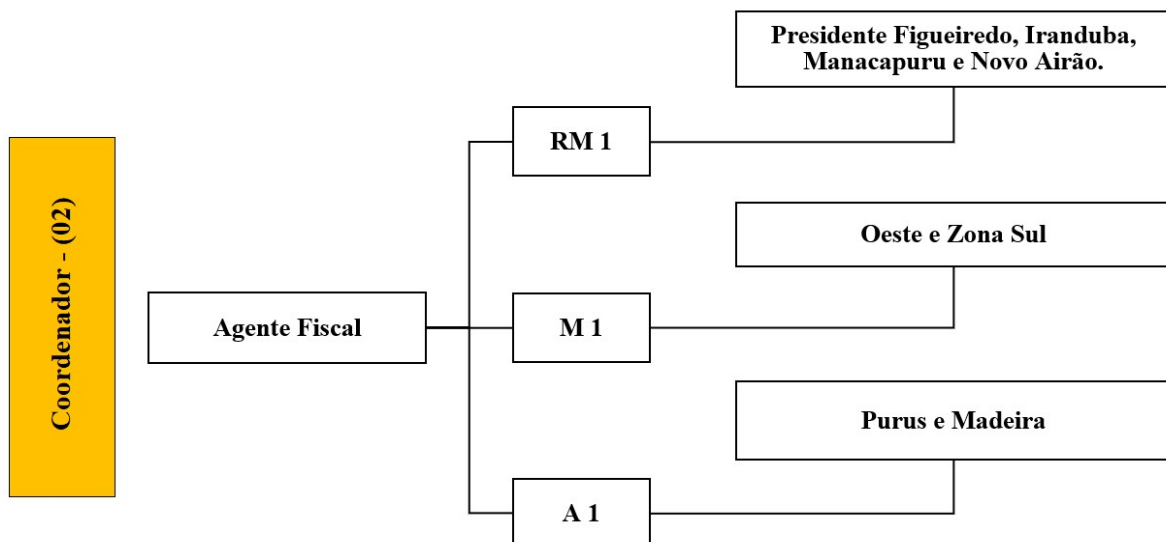 Coordenador - (02)
Agente Fiscal
RM 1
Presidente Figueiredo, Iranduba,
Manacapuru e Novo Airão.
M 1
Oeste e Zona Sul
A 1
Purus e Madeira